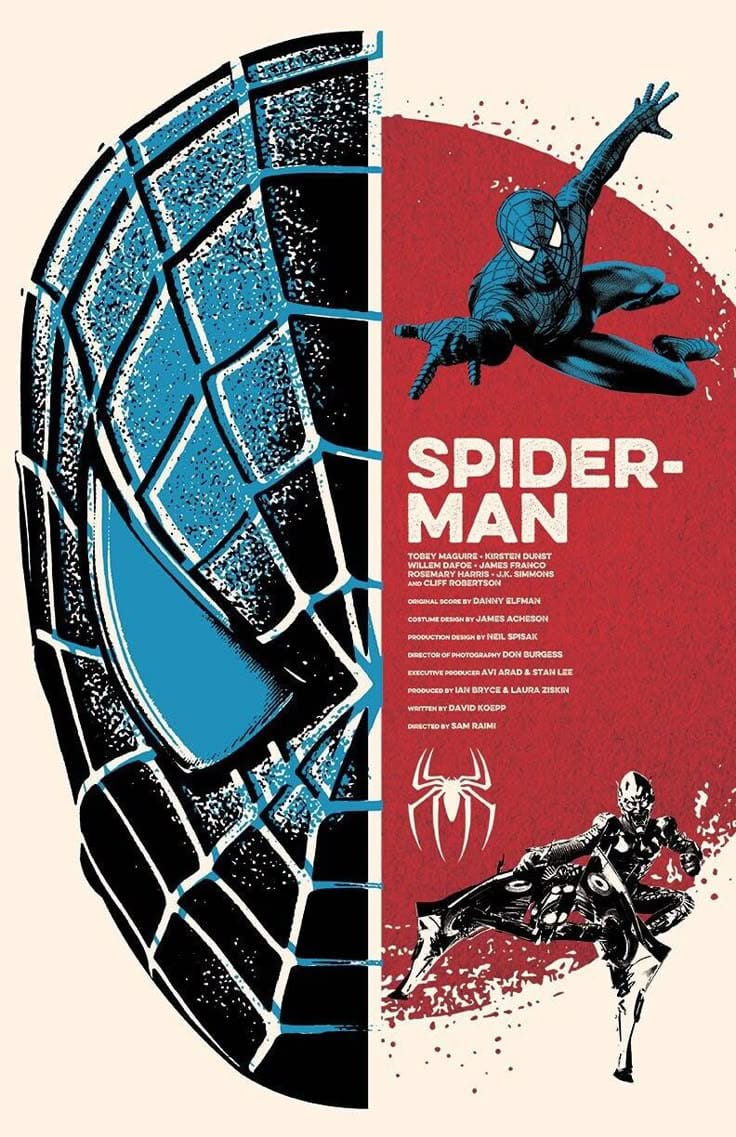 SPIDER-
MAN
TOBEY MAGUIRE • KIRSTEN DUNST
WILLEM DAFOE • JAMES FRANCO
ROSEMARY HARRIS • J.K. SIMMONS
AND CLIFF ROBERTSON
ORIGINAL SCORE BY DANNY ELFMAN
COSTUME DESIGN BY JAMES ACHESON
PRODUCTION DESIGN BY NEIL SPISAK
DIRECTOR OF PHOTOGRAPHY DON BURGESS
EXECUTIVE PRODUCER AVI ARAD & STAN LEE
PRODUCED BY IAN BRYCE & LAURA ZISKIN
WRITTEN BY DAVID KOEPP
DIRECTED BY SAM RAIMI